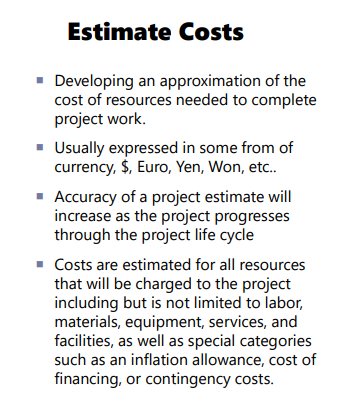 Estimate Costs
Developing an approximation of the
cost of resources needed to complete
project work.
Usually expressed in some from of
currency, $, Euro, Yen, Won, etc..
Accuracy of a project estimate will
increase as the project progresses
through the project life cycle
Costs are estimated for all resources
that will be charged to the project
including but is not limited to labor,
materials, equipment, services, and
facilities, as well as special categories
such as an inflation allowance, cost of
financing, or contingency costs.